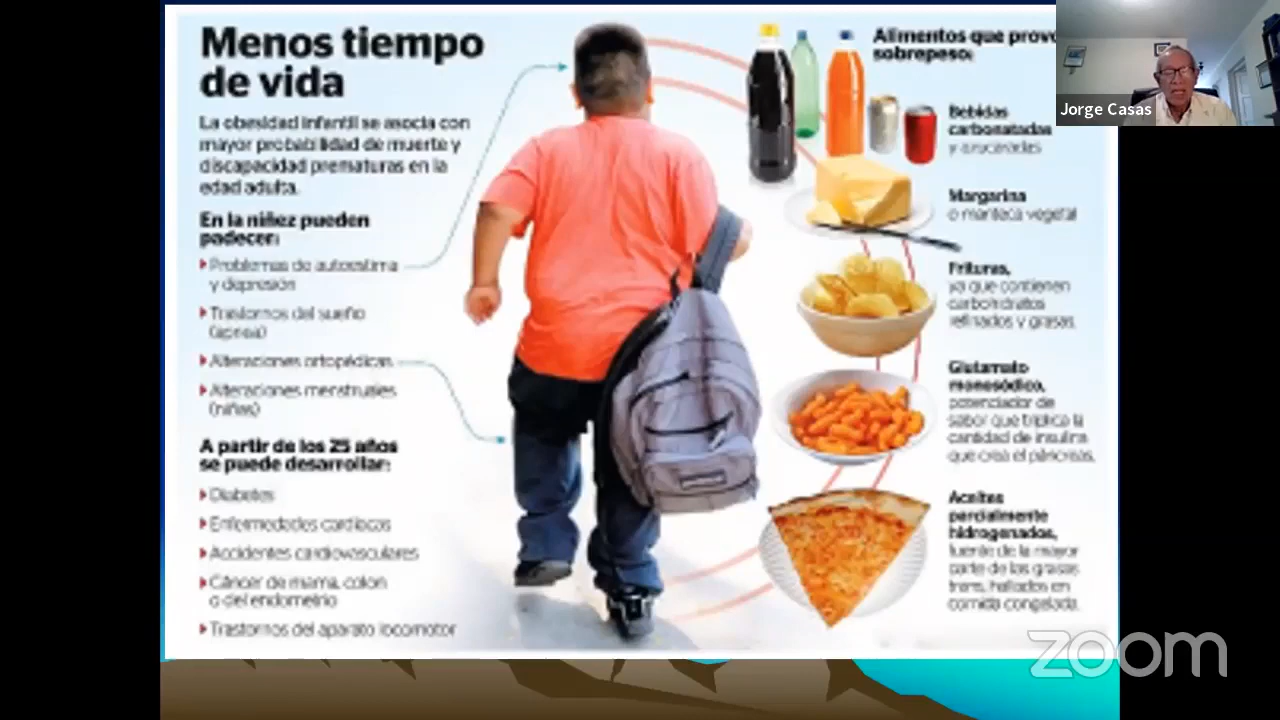 Menos tiempo
de vida
La obesidad infantil se asocia con
mayor probabilidad de muerte y
discapacidad prematuras en la
edad adulta.
En la niñez pueden
padecer:
Problemas de autoestima
y depresión
Trastornos del sueño
(apnea)
Alteraciones ortopédicas
Alteraciones menstruales
(niñas)
A partir de los 25 años
se puede desarrollar:
Diabetes
Enfermedades cardíacas
Accidentes cardiovasculares
Cáncer de mama, colon
o del endometrio
Trastornos del aparato locomotor
Alimentos que provo
sobrepeso:
Bebidas
carbonatadas
y azucaradas
Margarina
o manteca vegetal
Frituras,
ya que contienen
carbohidratos
refinados y grasas.
Glutamato
monosódico,
potenciador de
sabor que triplica la
cantidad de insulina
que crea el páncreas.
Aceites
parcialmente
hidrogenados,
fuente de la mayor
parte de las grasas
trans, hallados en
comida congelada.
Jorge Casas
zoom